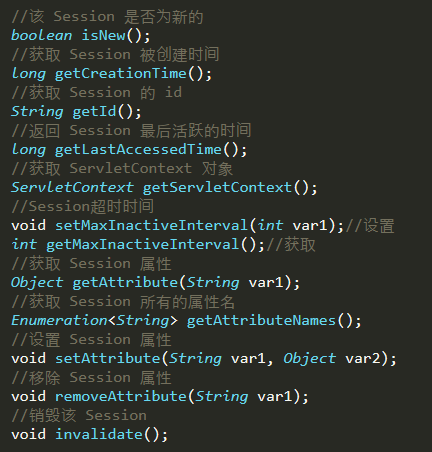 //该 Session 是否为新的
boolean isNew();
//获取 Session 被创建时间
long getCreationTime();
//获取 Session 的 id
String getId();
//返回 Session 最后活跃的时间
long getLastAccessedTime();
//获取 ServletContext 对象
ServletContext getServletContext();
//Session超时时间
void setMaxInactiveInterval(int var1);//设置
int getMaxInactiveInterval();//获取
//获取 Session 属性
Object getAttribute(String var1);
//获取 Session 所有的属性名
Enumeration<String> getAttributeNames();
//设置 Session 属性
void setAttribute(String var1, Object var2);
//移除 Session 属性
void removeAttribute(String var1);
//销毁该 Session
void invalidate();